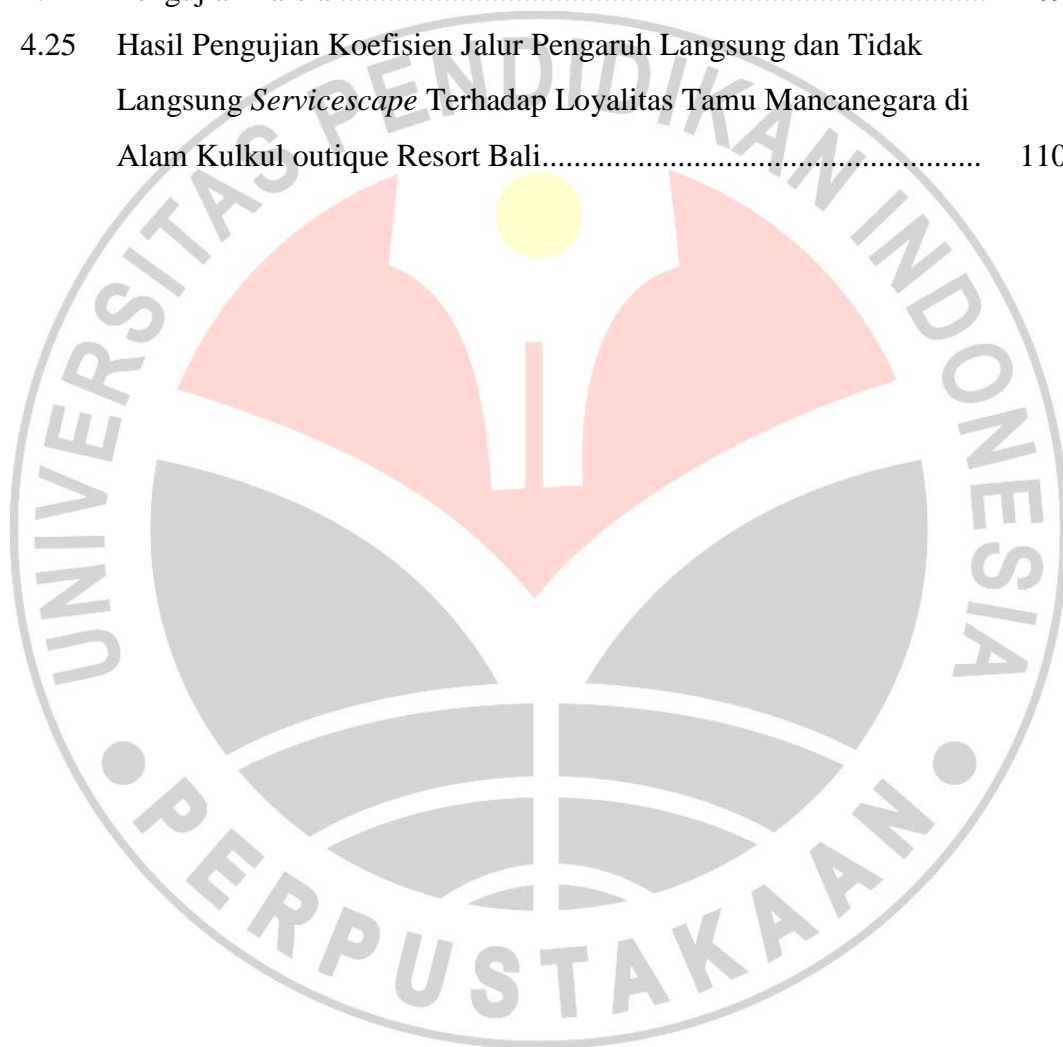 4.25 Hasil Pengujian Koefisien Jalur Pengaruh Langsung dan Tidak
Langsung Servicescape Terhadap Loyalitas Tamu Mancanegara di
Alam Kulkul outique Resort Bali....................................................... 110
UNIVERSITAS PENDIDIKAN INDONESIA
PERPUSTAKAAN